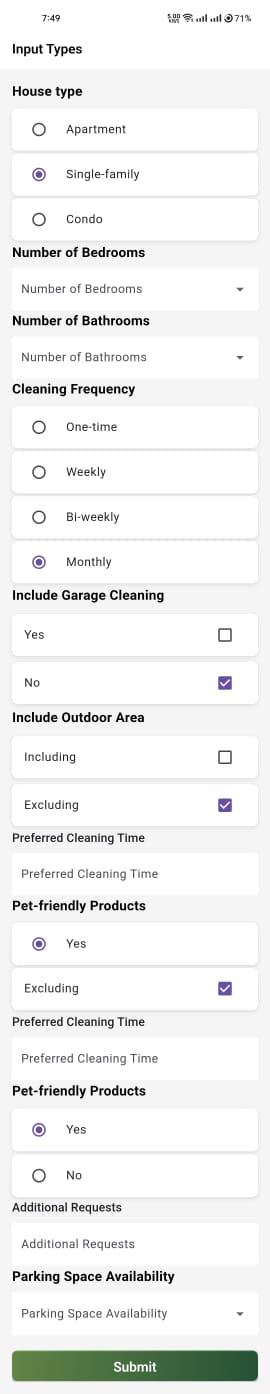 7:49
5.00
KB/S
71%
Input Types
House type
Apartment
Single-family
Condo
Number of Bedrooms
Number of Bedrooms
Number of Bathrooms
Number of Bathrooms
Cleaning Frequency
One-time
Weekly
Bi-weekly
Monthly
Include Garage Cleaning
Yes
No
Include Outdoor Area
Including
Excluding
Preferred Cleaning Time
Preferred Cleaning Time
Pet-friendly Products
Yes
Excluding
Preferred Cleaning Time
Preferred Cleaning Time
Pet-friendly Products
Yes
No
Additional Requests
Additional Requests
Parking Space Availability
Parking Space Availability
Submit